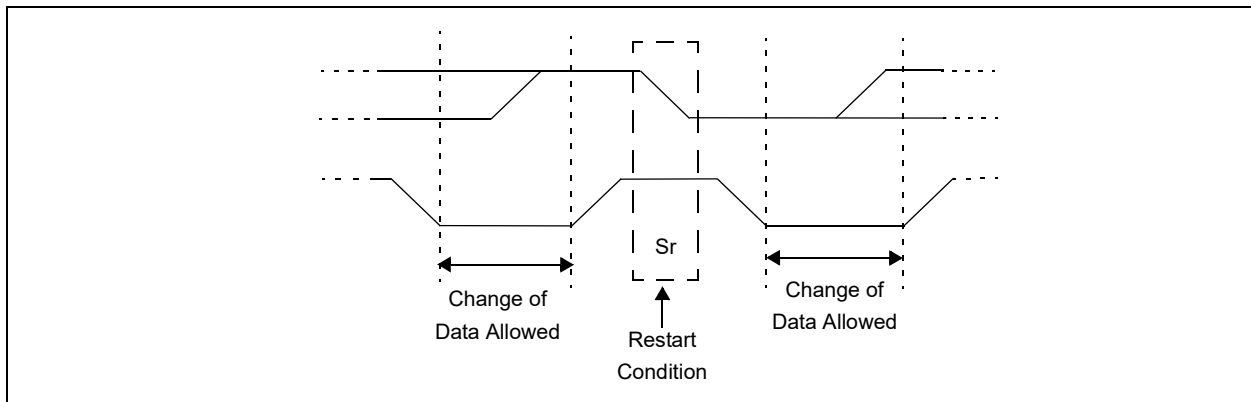 Sr
Change of
Data Allowed
Restart
Condition
Change of
Data Allowed